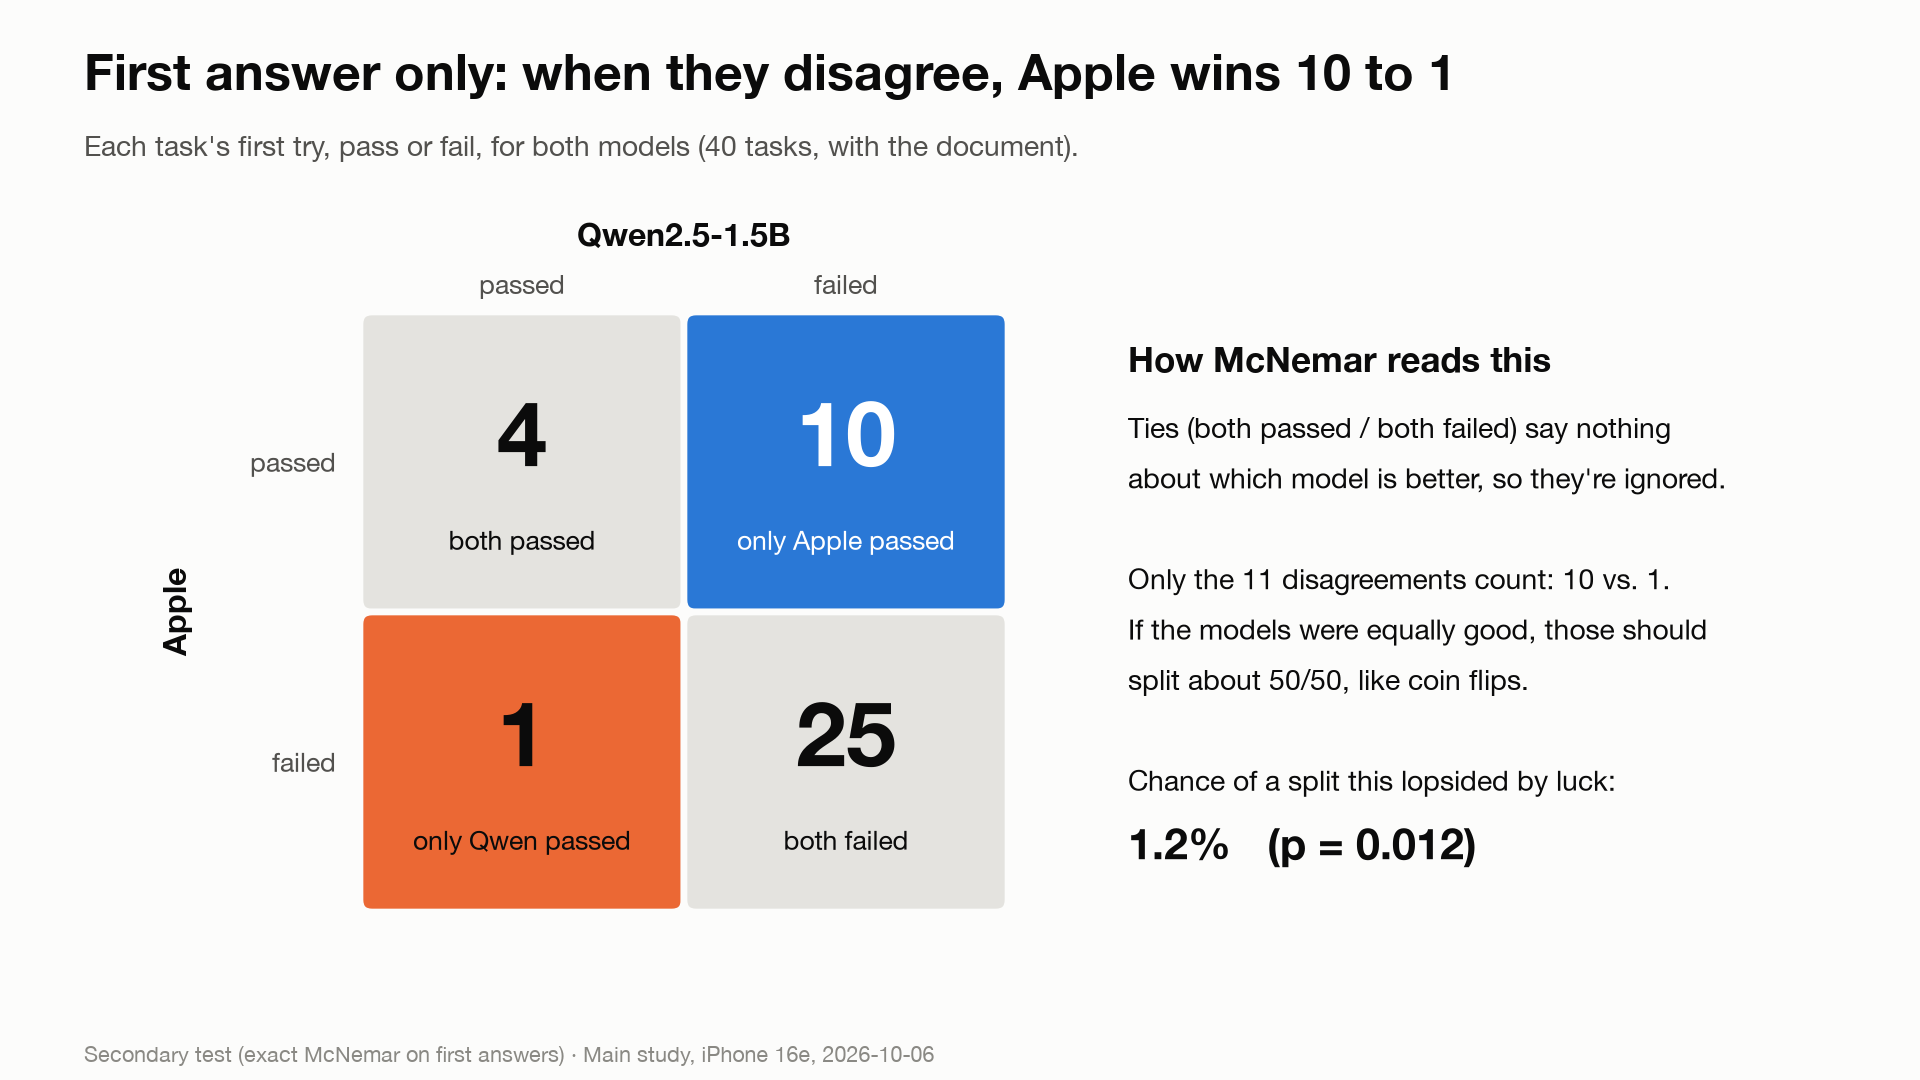 First answer only: when they disagree, Apple wins 10 to 1
Each task's first try, pass or fail, for both models (40 tasks, with the document).
Qwen2.5-1.5B
passed
failed
Apple
passed
4
both passed
10
only Apple passed
failed
1
only Qwen passed
25
both failed
How McNemar reads this
Ties (both passed / both failed) say nothing
about which model is better, so they're ignored.
Only the 11 disagreements count: 10 vs. 1.
If the models were equally good, those should
split about 50/50, like coin flips.
Chance of a split this lopsided by luck:
1.2% (p = 0.012)
Secondary test (exact McNemar on first answers) · Main study, iPhone 16e, 2026-10-06